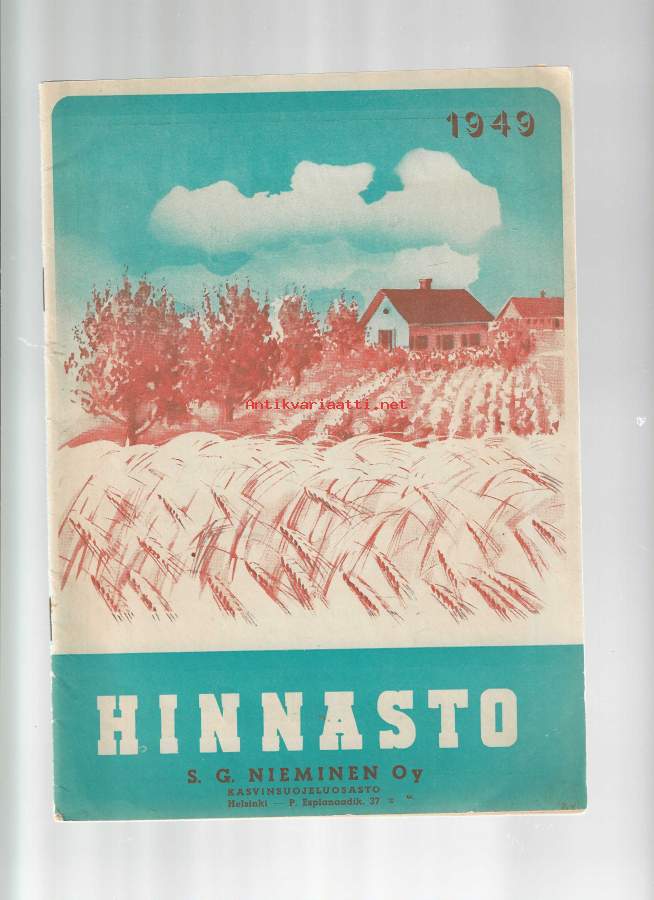 1949
Antikvariaatti.net
HINNASTO
S. G. NIEMINEN Oy
KASVINSUOJELUOSASTO
Helsinki — P. Esplanaadik. 37